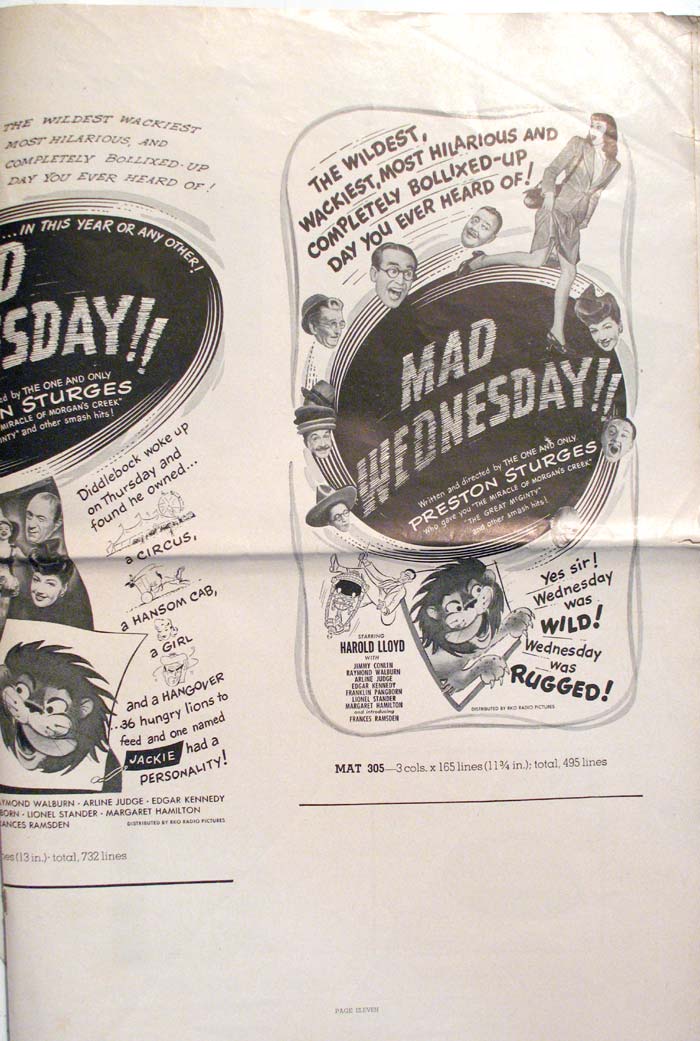 THE WILDEST WACKIEST
MOST HILARIOUS, AND
COMPLETELY BOLLIXED-UP
DAY YOU EVER HEARD OF!
...IN THIS YEAR OR ANY OTHER!
D
SDAY!!
ed by THE ONE AND ONLY
N STURGES
MIRACLE OF MORGAN'S CREEK"
INTY" and other smash hits!
Diddlebock woke up
on Thursday and
found he owned...
a CIRCUS,
a HANSOM CAB,
a GIRL
and a HANGOVER
...36 hungry lions to
feed and one named
JACKIE had a
PERSONALITY!
AYMOND WALBURN · ARLINE JUDGE · EDGAR KENNEDY
BORN · LIONEL STANDER · MARGARET HAMILTON
ANCES RAMSDEN
DISTRIBUTED BY RKO RADIO PICTURES
es (13 in.); total, 732 lines
THE WILDEST,
WACKIEST, MOST HILARIOUS AND
COMPLETELY BOLLIXED-UP
DAY YOU EVER HEARD OF!
MAD
WEDNESDAY!!
Written and directed by THE ONE AND ONLY
PRESTON STURGES
Who gave you "THE MIRACLE OF MORGAN'S CREEK"
"THE GREAT McGINTY"
and other smash hits!
Yes sir!
Wednesday
was
WILD!
Wednesday
was
RUGGED!
STARRING
HAROLD LLOYD
WITH
JIMMY CONLIN
RAYMOND WALBURN
ARLINE JUDGE
EDGAR KENNEDY
FRANKLIN PANGBORN
LIONEL STANDER
MARGARET HAMILTON
and introducing
FRANCES RAMSDEN
DISTRIBUTED BY RKO RADIO PICTURES
MAT 305—3 cols. x 165 lines (11¾ in.); total, 495 lines
PAGE ELEVEN